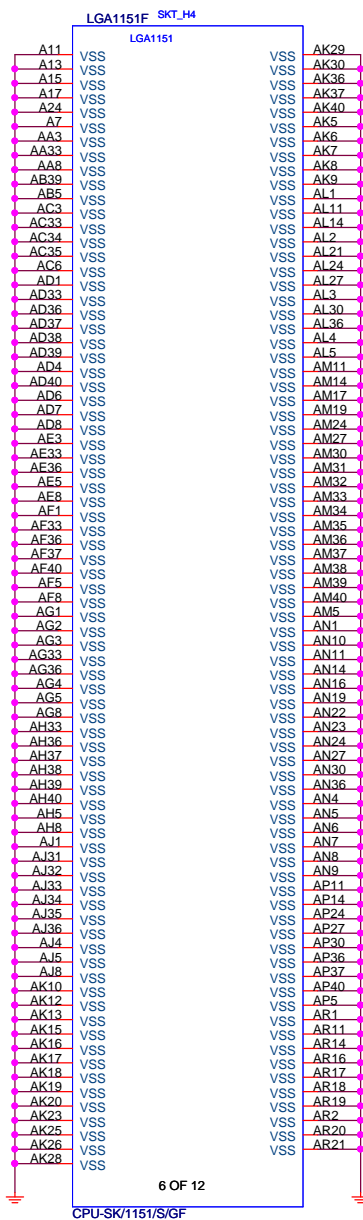 LGA1151F SKT_H4
LGA1151
A11 VSS VSS AK29
A13 VSS VSS AK30
A15 VSS VSS AK36
A17 VSS VSS AK37
A24 VSS VSS AK40
A7 VSS VSS AK5
AA3 VSS VSS AK6
AA33 VSS VSS AK7
AA8 VSS VSS AK8
AB39 VSS VSS AK9
AB5 VSS VSS AL1
AC3 VSS VSS AL11
AC33 VSS VSS AL14
AC34 VSS VSS AL2
AC35 VSS VSS AL21
AC6 VSS VSS AL24
AD1 VSS VSS AL27
AD33 VSS VSS AL3
AD36 VSS VSS AL30
AD37 VSS VSS AL36
AD38 VSS VSS AL4
AD39 VSS VSS AL5
AD4 VSS VSS AM11
AD40 VSS VSS AM14
AD6 VSS VSS AM17
AD7 VSS VSS AM19
AD8 VSS VSS AM24
AE3 VSS VSS AM27
AE33 VSS VSS AM30
AE36 VSS VSS AM31
AE5 VSS VSS AM32
AE8 VSS VSS AM33
AF1 VSS VSS AM34
AF33 VSS VSS AM35
AF36 VSS VSS AM36
AF37 VSS VSS AM37
AF40 VSS VSS AM38
AF5 VSS VSS AM39
AF8 VSS VSS AM40
AG1 VSS VSS AM5
AG2 VSS VSS AN1
AG3 VSS VSS AN10
AG33 VSS VSS AN11
AG36 VSS VSS AN14
AG4 VSS VSS AN16
AG5 VSS VSS AN19
AG8 VSS VSS AN22
AH33 VSS VSS AN23
AH36 VSS VSS AN24
AH37 VSS VSS AN27
AH38 VSS VSS AN30
AH39 VSS VSS AN36
AH40 VSS VSS AN4
AH5 VSS VSS AN5
AH8 VSS VSS AN6
AJ1 VSS VSS AN7
AJ31 VSS VSS AN8
AJ32 VSS VSS AN9
AJ33 VSS VSS AP11
AJ34 VSS VSS AP14
AJ35 VSS VSS AP24
AJ36 VSS VSS AP27
AJ4 VSS VSS AP30
AJ5 VSS VSS AP36
AJ8 VSS VSS AP37
AK10 VSS VSS AP40
AK12 VSS VSS AP5
AK13 VSS VSS AR1
AK15 VSS VSS AR11
AK16 VSS VSS AR14
AK17 VSS VSS AR16
AK18 VSS VSS AR17
AK19 VSS VSS AR18
AK20 VSS VSS AR19
AK23 VSS VSS AR2
AK25 VSS VSS AR20
AK26 VSS VSS AR21
AK28 VSS
6 OF 12
CPU-SK/1151/S/GF